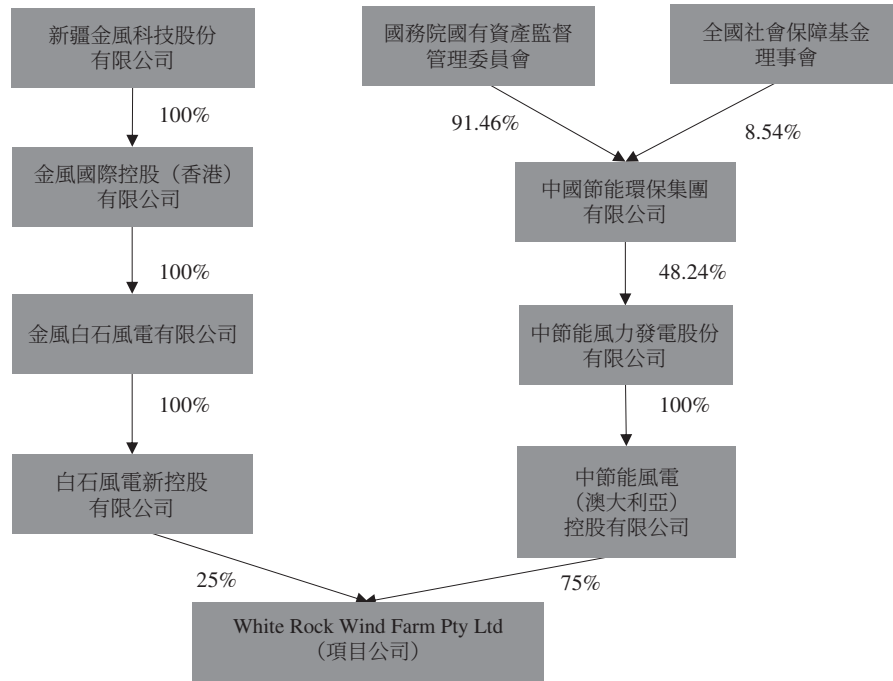 新疆金風科技股份
有限公司
國務院國有資產監督
管理委員會
全國社會保障基金
理事會
100%
91.46%
8.54%
金風國際控股（香港）
有限公司
中國節能環保集團
有限公司
100%
48.24%
金風白石風電有限公司
中節能風力發電股份
有限公司
100%
100%
白石風電新控股
有限公司
中節能風電
（澳大利亞）
控股有限公司
25%
75%
White Rock Wind Farm Pty Ltd
（項目公司）